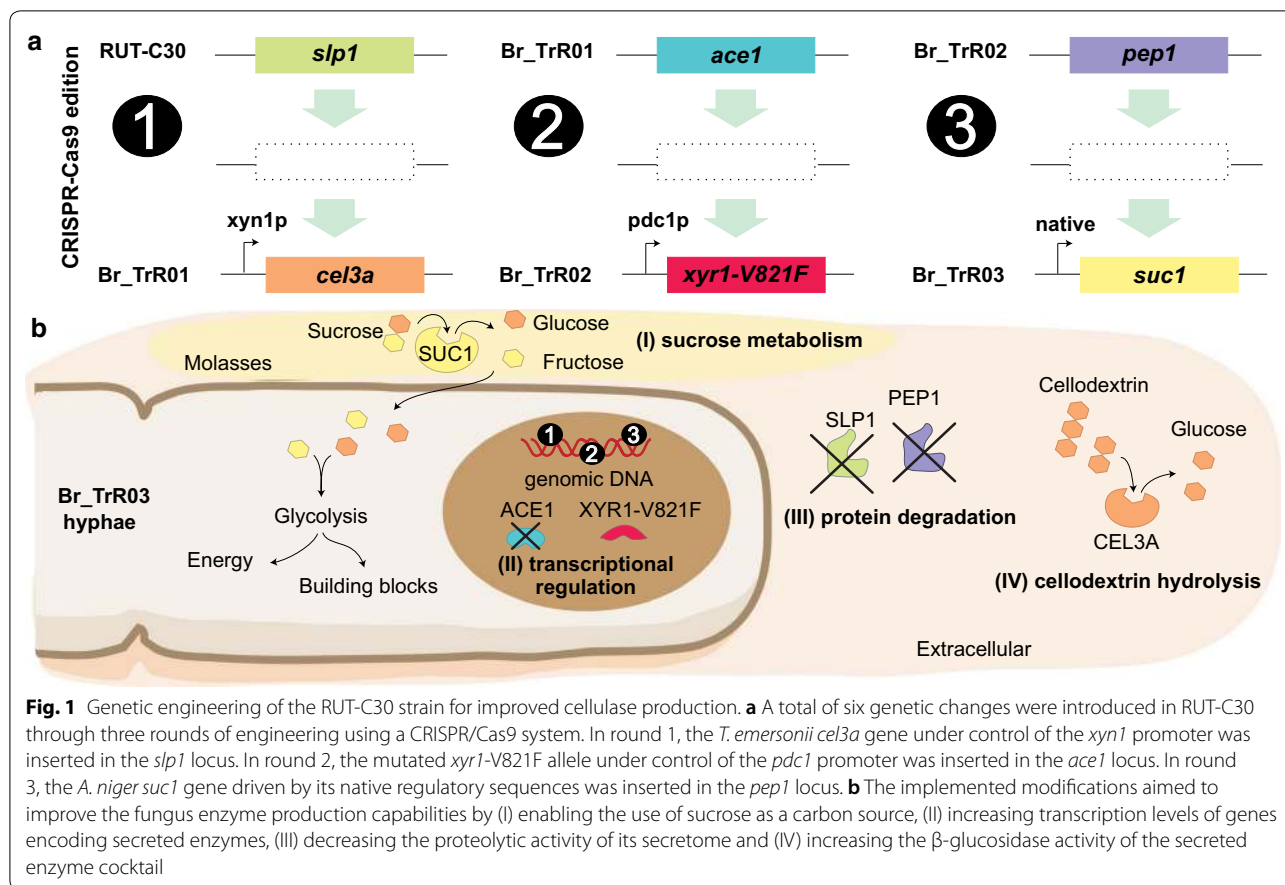 a
CRISPR-Cas9 edition
RUT-C30
slp1
Br_TrR01
ace1
Br_TrR02
pep1
1
2
3
xyn1p
pdc1p
native
Br_TrR01
cel3a
Br_TrR02
xyr1-V821F
Br_TrR03
suc1
b
Sucrose
SUC1
Glucose
Fructose
Molasses
(I) sucrose metabolism
Br_TrR03
hyphae
Glycolysis
Energy
Building blocks
1
2
3
genomic DNA
ACE1
XYR1-V821F
(II) transcriptional
regulation
SLP1
PEP1
(III) protein degradation
Cellodextrin
Glucose
CEL3A
(IV) cellodextrin hydrolysis
Extracellular
Fig. 1 Genetic engineering of the RUT-C30 strain for improved cellulase production. a A total of six genetic changes were introduced in RUT-C30
through three rounds of engineering using a CRISPR/Cas9 system. In round 1, the T. emersonii cel3a gene under control of the xyn1 promoter was
inserted in the slp1 locus. In round 2, the mutated xyr1-V821F allele under control of the pdc1 promoter was inserted in the ace1 locus. In round
3, the A. niger suc1 gene driven by its native regulatory sequences was inserted in the pep1 locus. b The implemented modifications aimed to
improve the fungus enzyme production capabilities by (I) enabling the use of sucrose as a carbon source, (II) increasing transcription levels of genes
encoding secreted enzymes, (III) decreasing the proteolytic activity of its secretome and (IV) increasing the β-glucosidase activity of the secreted
enzyme cocktail